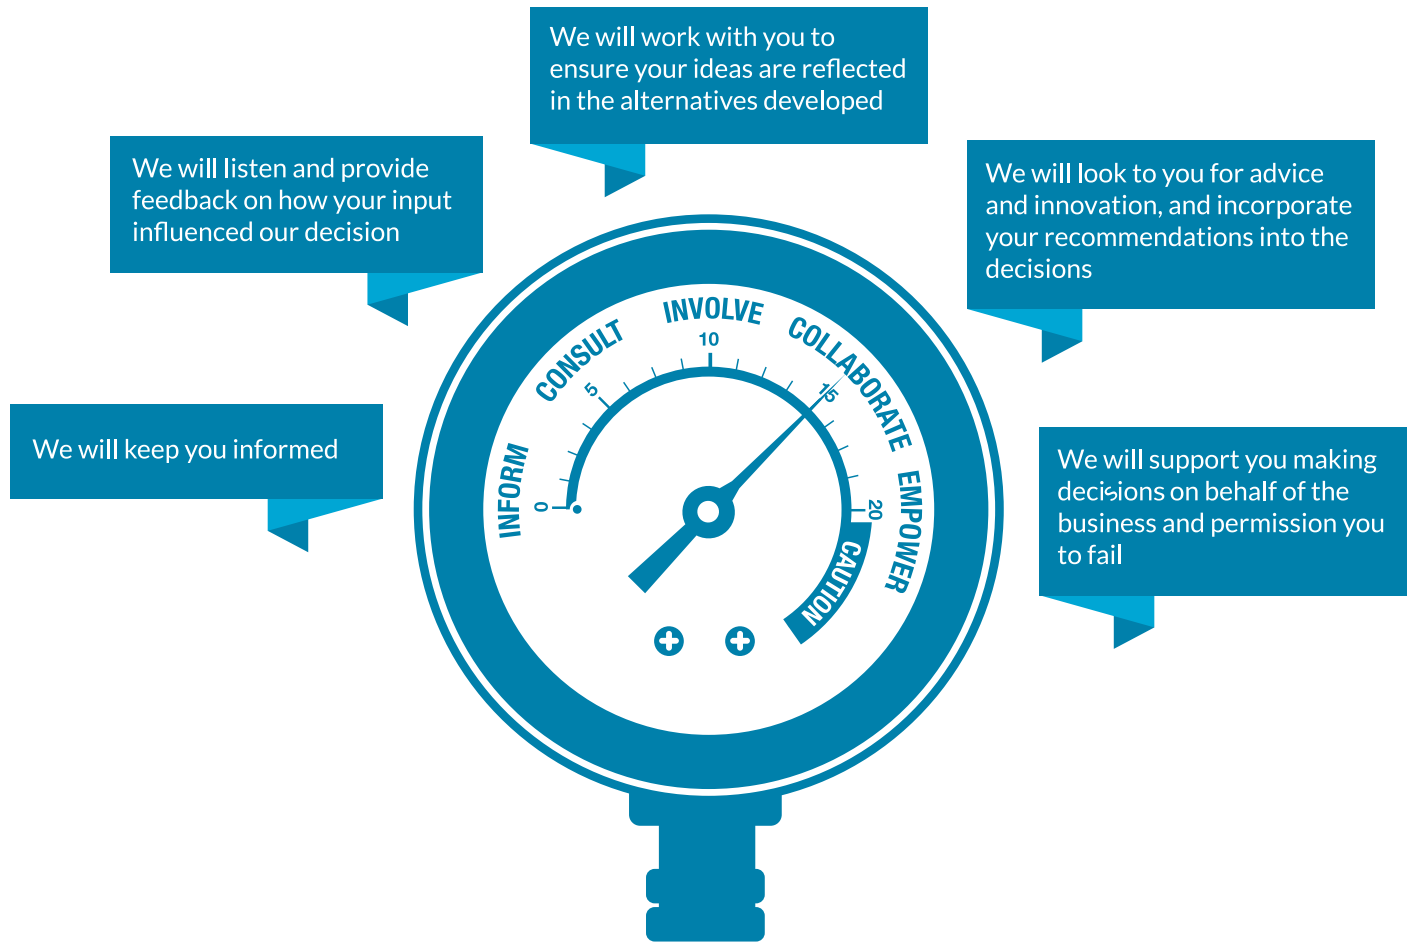 We will work with you to
ensure your ideas are reflected
in the alternatives developed
We will listen and provide
feedback on how your input
influenced our decision
We will look to you for advice
and innovation, and incorporate
your recommendations into the
decisions
We will keep you informed
We will support you making
decisions on behalf of the
business and permission you
to fail
INFORM
CONSULT
INVOLVE
COLLABORATE
EMPOWER
0
5
10
15
20
CAUTION